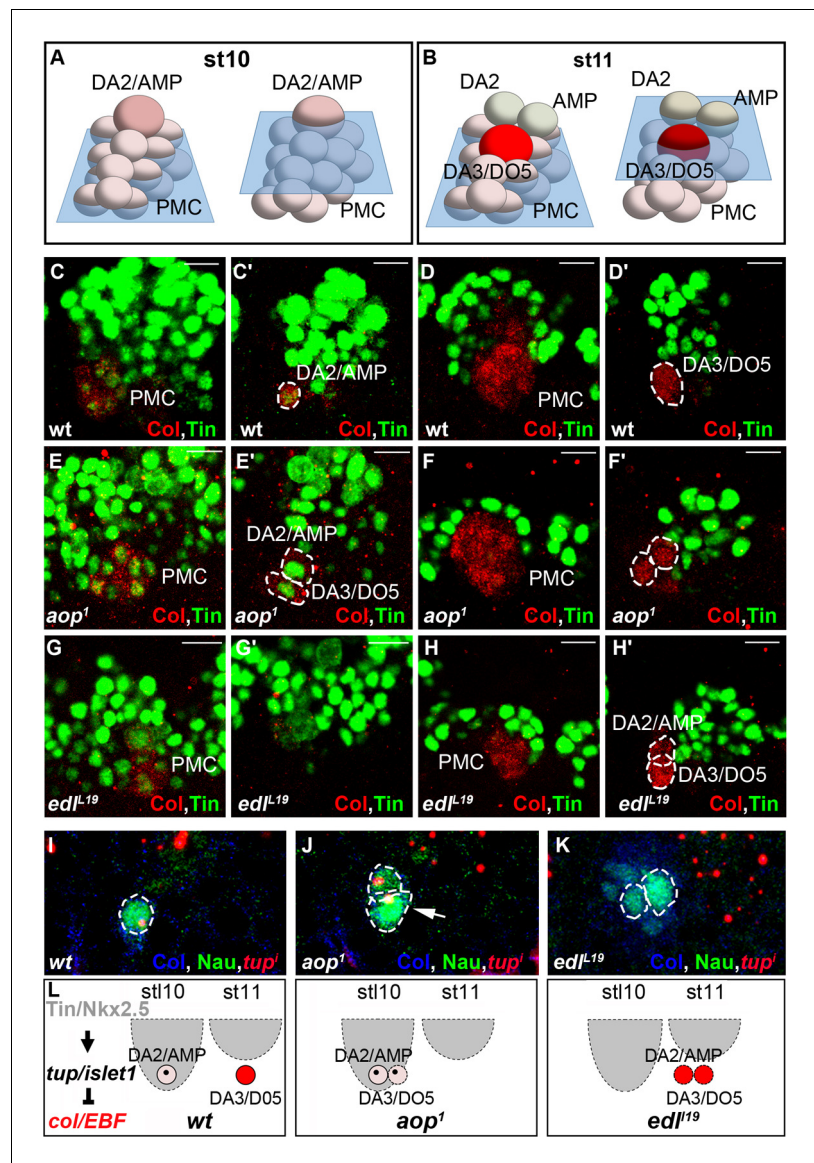 A st10
DA2/AMP
PMC
B st11
DA2 AMP DA2 AMP
DA3/DO5 DA3/DO5
PMC PMC
C C' D D'
PMC DA2/AMP PMC DA3/DO5
wt Col,Tin Col,Tin wt Col,Tin wt Col,Tin
E E' F F'
PMC DA2/AMP DA3/DO5 PMC
aop1 Col,Tin aop1 Col,Tin Col,Tin aop1 Col,Tin
G G' H H'
PMC PMC DA2/AMP DA3/DO5
edlL19 Col,Tin edlL19 Col,Tin edlL19 Col,Tin edlL19 Col,Tin
I J K
wt Col, Nau,tupi aop1 Col, Nau,tupi edlL19 Col, Nau,tupi
L stl10 st11 stl10 st11 stl10 st11
Tin/Nkx2.5
DA2/AMP DA2/AMP DA2/AMP
tup/islet1
DA3/D05 DA3/DO5 DA3/DO5
col/EBF wt aop1 edll19